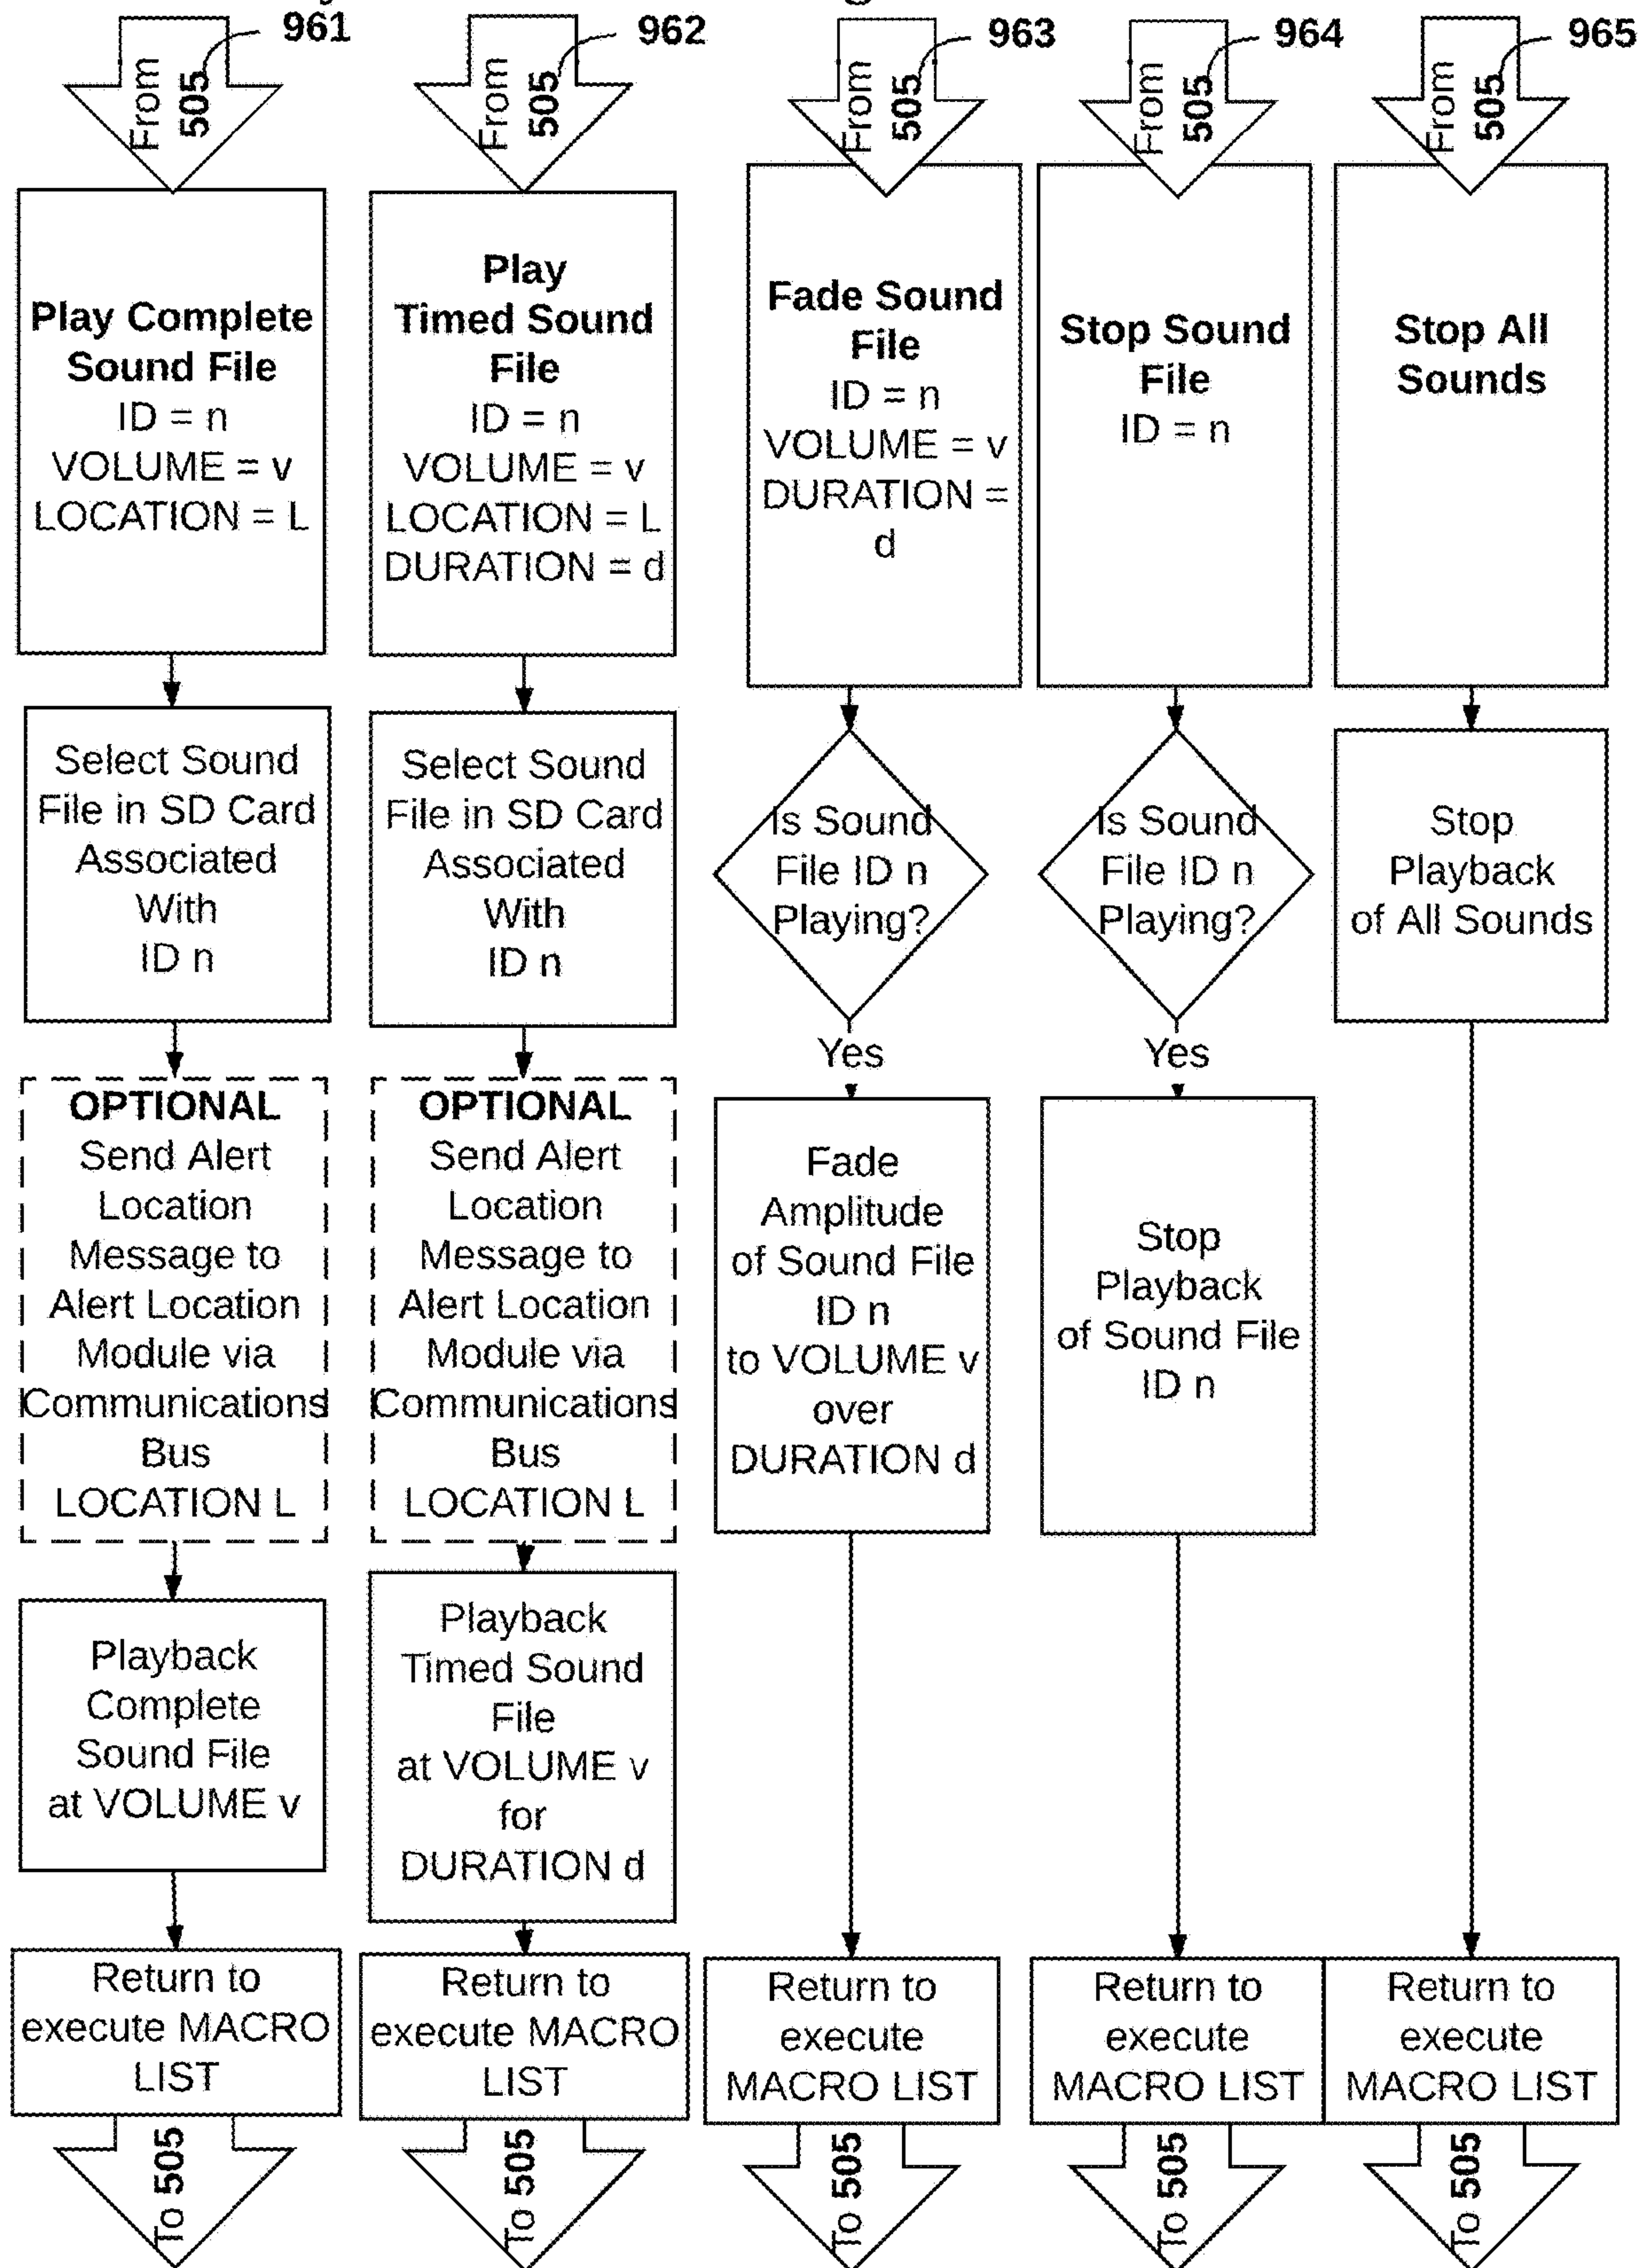 961
From
505
Play Complete
Sound File
ID = n
VOLUME = v
LOCATION = L
Select Sound
File in SD Card
Associated
With
ID n
OPTIONAL
Send Alert
Location
Message to
Alert Location
Module via
Communications
Bus
LOCATION L
Playback
Complete
Sound File
at VOLUME v
Return to
execute MACRO
LIST
To 505
962
From
505
Play
Timed Sound
File
ID = n
VOLUME = v
LOCATION = L
DURATION = d
Select Sound
File in SD Card
Associated
With
ID n
OPTIONAL
Send Alert
Location
Message to
Alert Location
Module via
Communications
Bus
LOCATION L
Playback
Timed Sound
File
at VOLUME v
for
DURATION d
Return to
execute MACRO
LIST
To 505
963
From
505
Fade Sound
File
ID = n
VOLUME = v
DURATION =
d
Is Sound
File ID n
Playing?
Yes
Fade
Amplitude
of Sound File
ID n
to VOLUME v
over
DURATION d
Return to
execute
MACRO LIST
To 505
964
From
505
Stop Sound
File
ID = n
Is Sound
File ID n
Playing?
Yes
Stop
Playback
of Sound File
ID n
Return to
execute
MACRO LIST
To 505
965
From
505
Stop All
Sounds
Stop
Playback
of All Sounds
Return to
execute
MACRO LIST
To 505